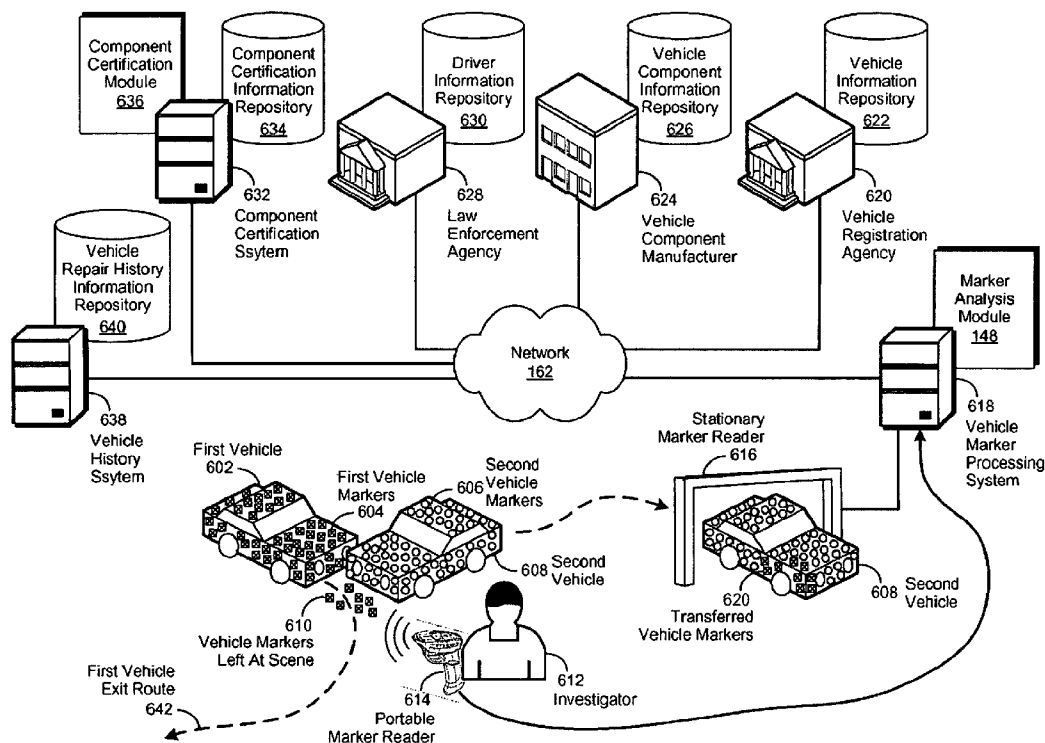 Component
Certification
Module
636
Component
Certification
Information
Repository
634
Driver
Information
Repository
630
Vehicle
Component
Information
Repository
626
Vehicle
Information
Repository
622
632
Component
Certification
Ssytem
628
Law
Enforcement
Agency
624
Vehicle
Component
Manufacturer
620
Vehicle
Registration
Agency
Vehicle
Repair History
Information
Repository
640
Marker
Analysis
Module
148
Network
162
638
Vehicle
History
Ssytem
618
Vehicle
Marker
Processing
System
First Vehicle
602
First Vehicle
Markers
604
606
Second
Vehicle
Markers
608
Second
Vehicle
Stationary
Marker Reader
616
620
Transferred
Vehicle Markers
608
Second
Vehicle
610
Vehicle Markers
Left At Scene
First Vehicle
Exit Route
642
614
Portable
Marker Reader
612
Investigator